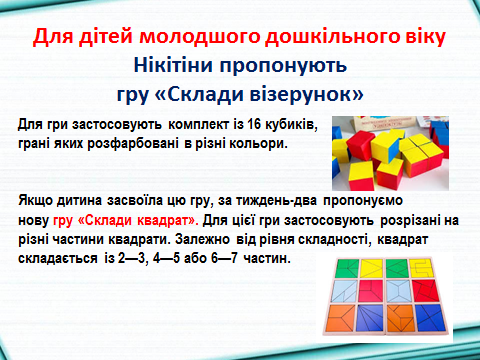 Для дітей молодшого дошкільного віку
Нікітіни пропонують
гру «Склади візерунок»
Для гри застосовують комплект із 16 кубиків,
грані яких розфарбовані в різні кольори.
Якщо дитина засвоїла цю гру, за тиждень-два пропонуємо
нову гру «Склади квадрат». Для цієї гри застосовують розрізані на
різні частини квадрати. Залежно від рівня складності, квадрат
складається із 2—3, 4—5 або 6—7 частин.